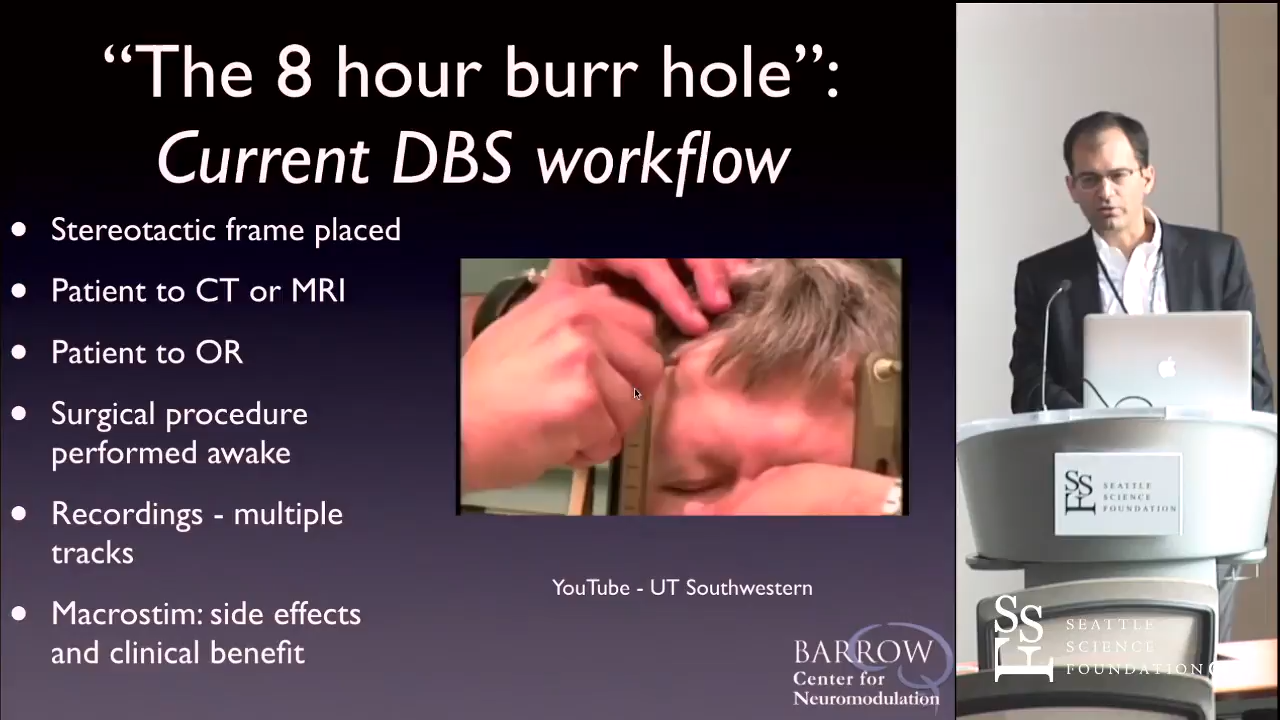 “The 8 hour burr hole”:
Current DBS workflow
• Stereotactic frame placed
• Patient to CT or MRI
• Patient to OR
• Surgical procedure
performed awake
• Recordings - multiple
tracks
• Macrostim: side effects
and clinical benefit
YouTube - UT Southwestern
BARROW
Center for
Neuromodulation
SSF
SEATTLE
SCIENCE
FOUNDATION
SSF
SEATTLE
SCIENCE
FOUNDATION